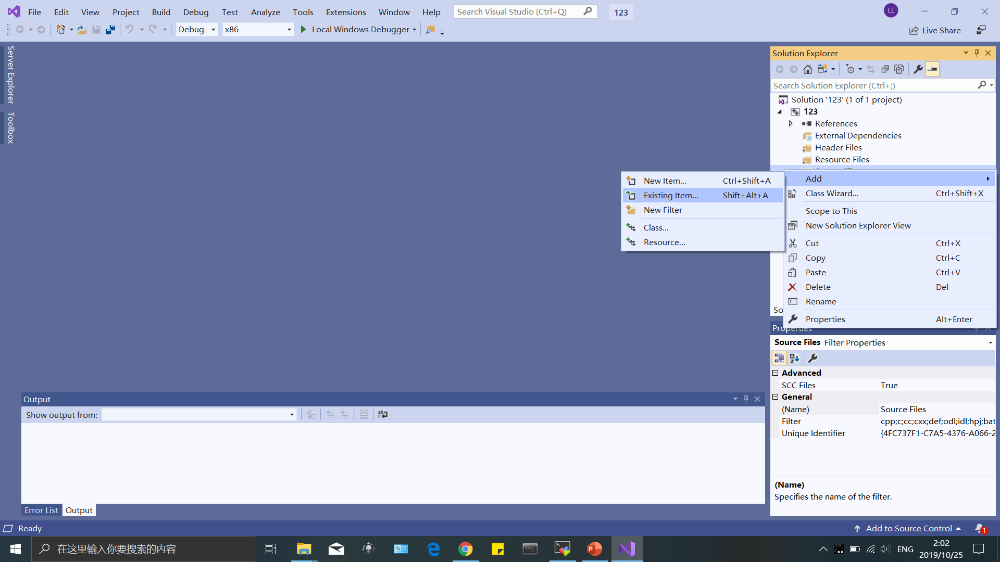 File Edit View Project Build Debug Test Analyze Tools Extensions Window Help Search Visual Studio (Ctrl+Q) 123 LL
Debug x86 Local Windows Debugger Live Share
Server Explorer
Toolbox
Solution Explorer
Search Solution Explorer (Ctrl+;)
Solution '123' (1 of 1 project)
123
References
External Dependencies
Header Files
Resource Files
New Item... Ctrl+Shift+A
Existing Item... Shift+Alt+A
New Filter
Class...
Resource...
Add
Class Wizard... Ctrl+Shift+X
Scope to This
New Solution Explorer View
Cut Ctrl+X
Copy Ctrl+C
Paste Ctrl+V
Delete Del
Rename
Properties Alt+Enter
So
Properties
Source Files Filter Properties
Advanced
SCC Files True
General
(Name) Source Files
Filter cpp;c;cc;cxx;def;odl;idl;hpj;bat
Unique Identifier {4FC737F1-C7A5-4376-A066-2
(Name)
Specifies the name of the filter.
Output
Show output from:
Error List Output
Ready Add to Source Control 1
在这里输入你要搜索的内容 ENG 2:02
2019/10/25